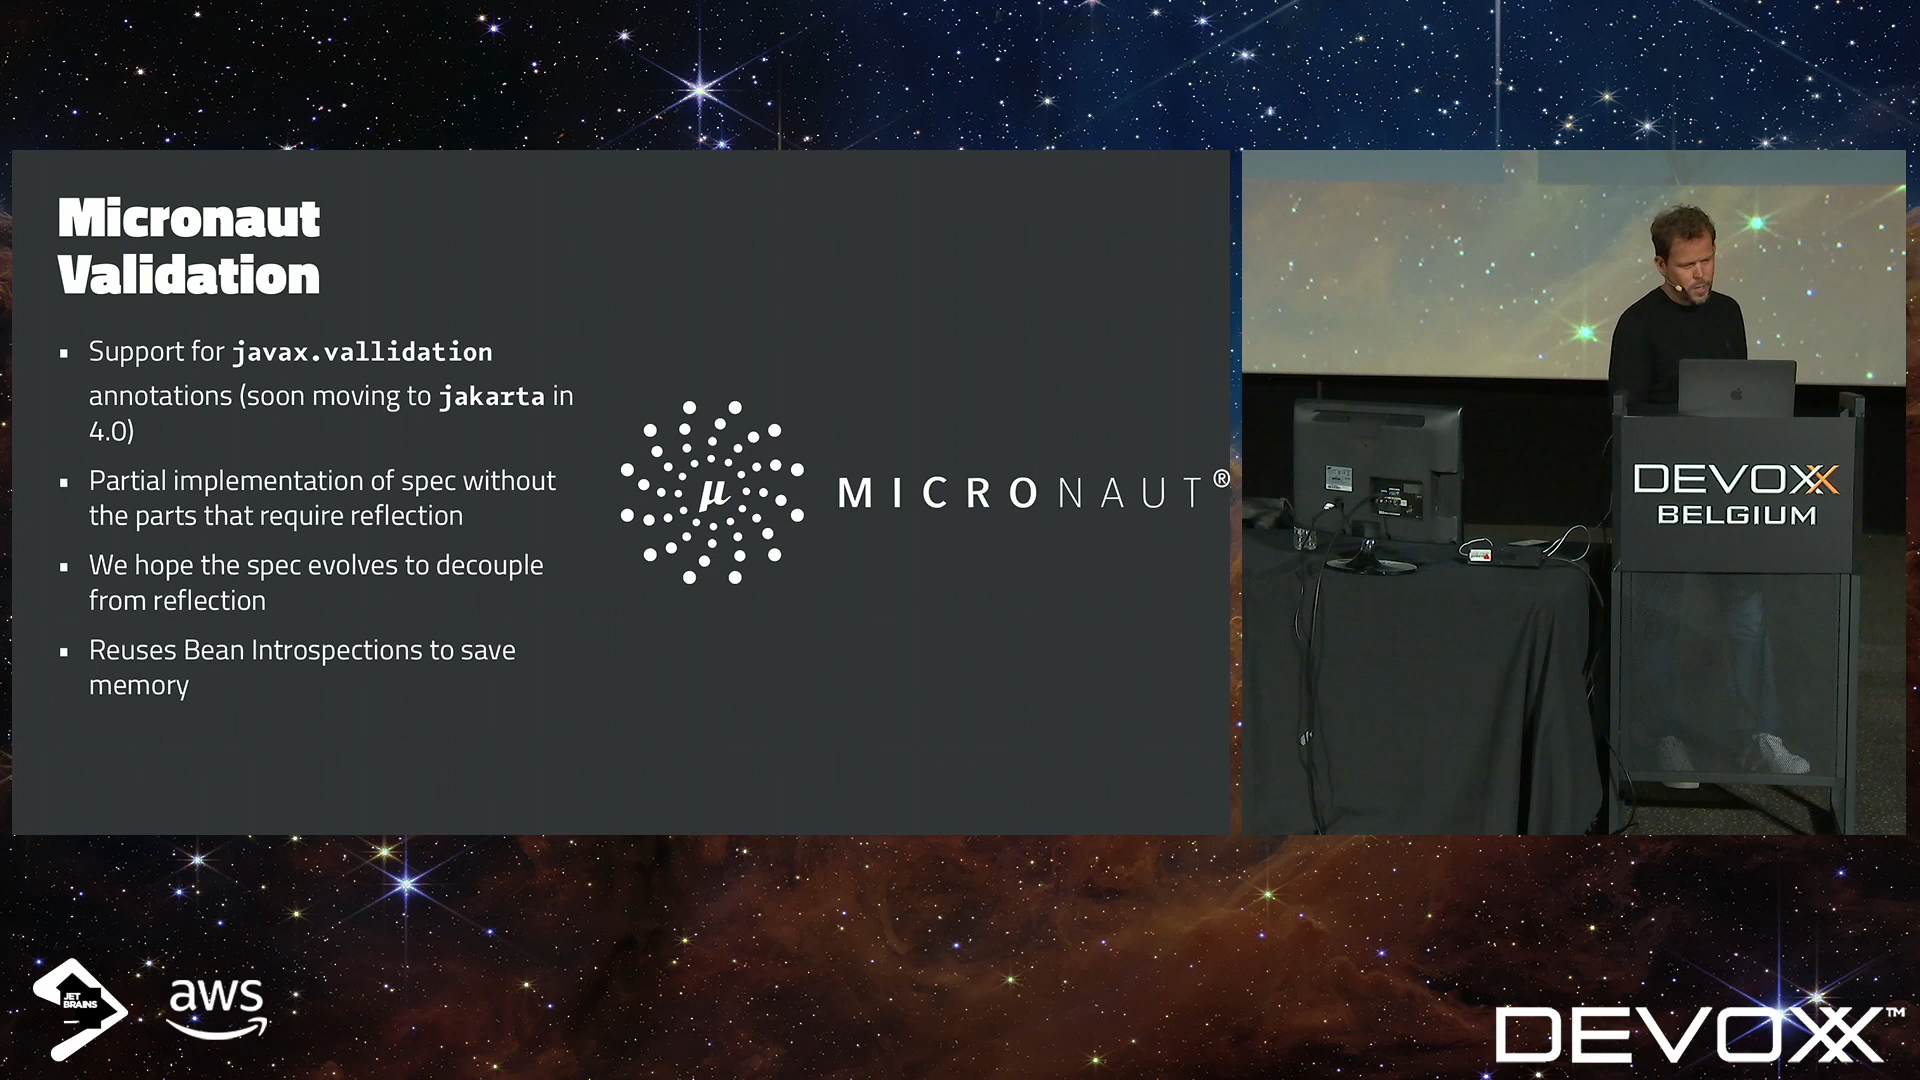 Micronaut
Validation
Support for javax.vallidation
annotations (soon moving to jakarta in
4.0)
Partial implementation of spec without
the parts that require reflection
We hope the spec evolves to decouple
from reflection
Reuses Bean Introspections to save
memory
μ MICRONAUT®
DEVOXX
BELGIUM
JET
BRAINS
aws
DEVOXX™